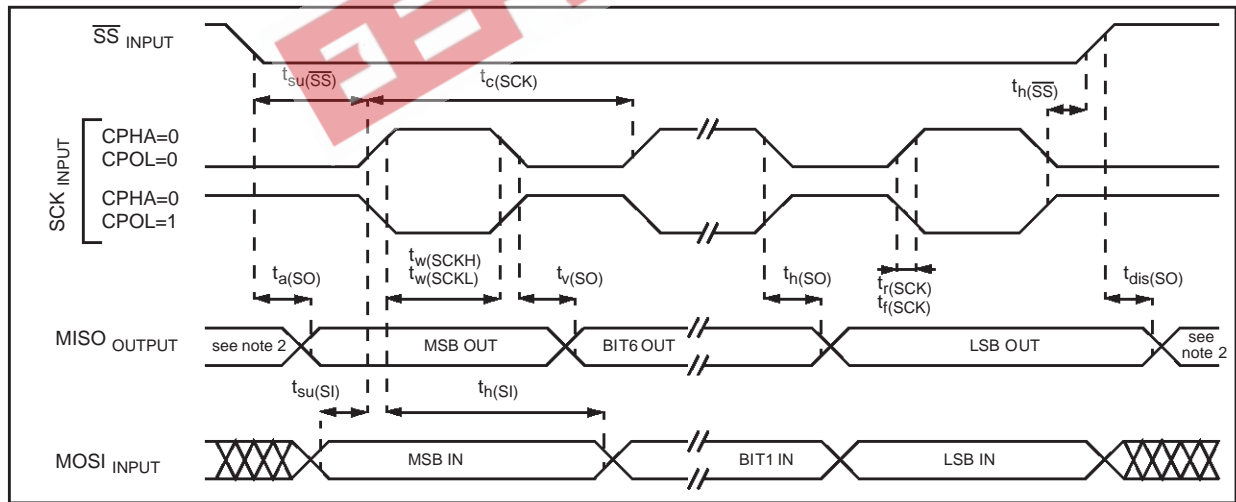 SS INPUT
tsu(SS)
tc(SCK)
th(SS)
SCK INPUT
CPHA=0
CPOL=0
CPHA=0
CPOL=1
ta(SO)
tw(SCKH)
tw(SCKL)
tv(SO)
th(SO)
tr(SCK)
tf(SCK)
tdis(SO)
MISO OUTPUT
see note 2
MSB OUT
BIT6 OUT
LSB OUT
see
note 2
tsu(SI)
th(SI)
MOSI INPUT
MSB IN
BIT1 IN
LSB IN